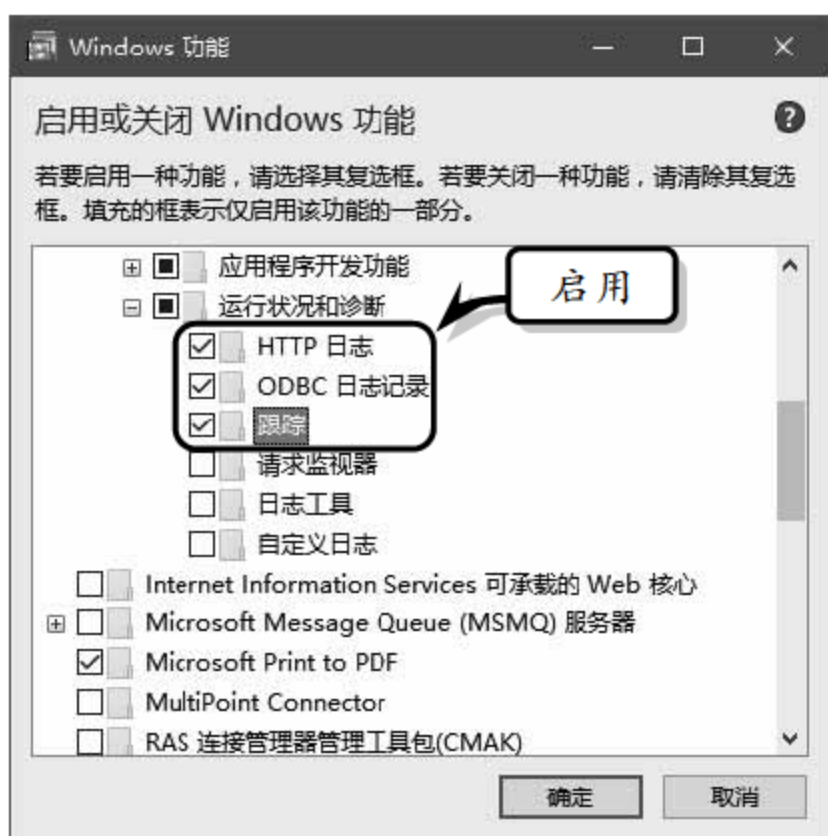 Windows 功能
启用或关闭 Windows 功能
若要启用一种功能，请选择其复选框。若要关闭一种功能，请清除其复选
框。填充的框表示仅启用该功能的一部分。
应用程序开发功能
启用
运行状况和诊断
HTTP 日志
ODBC 日志记录
跟踪
请求监视器
日志工具
自定义日志
Internet Information Services 可承载的 Web 核心
Microsoft Message Queue (MSMQ) 服务器
Microsoft Print to PDF
MultiPoint Connector
RAS 连接管理器管理工具包(CMAK)
确定
取消